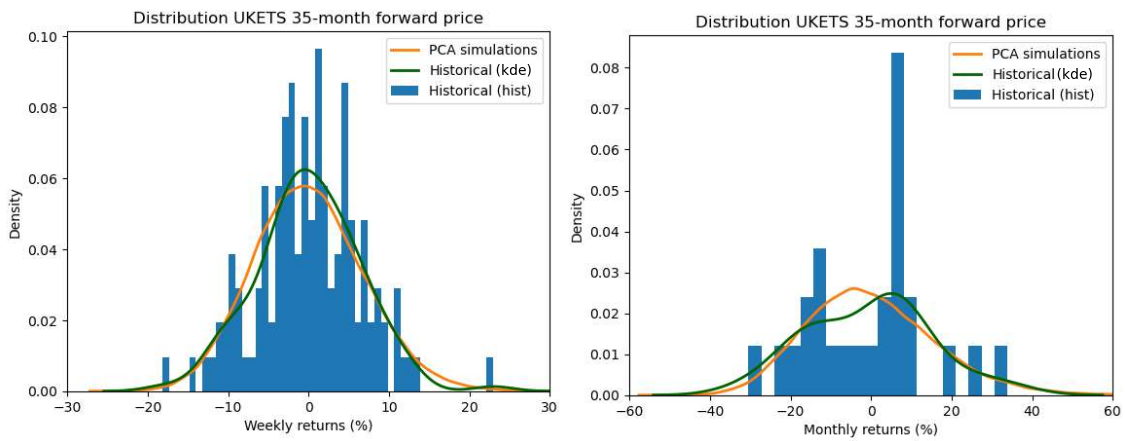 Distribution UKETS 35-month forward price
PCA simulations
Historical (kde)
Historical (hist)
0.10
0.08
0.06
0.04
0.02
0.00
Density
−30 −20 −10 0 10 20 30
Weekly returns (%)
Distribution UKETS 35-month forward price
PCA simulations
Historical (kde)
Historical (hist)
0.08
0.07
0.06
0.05
0.04
0.03
0.02
0.01
0.00
Density
−60 −40 −20 0 20 40 60
Monthly returns (%)